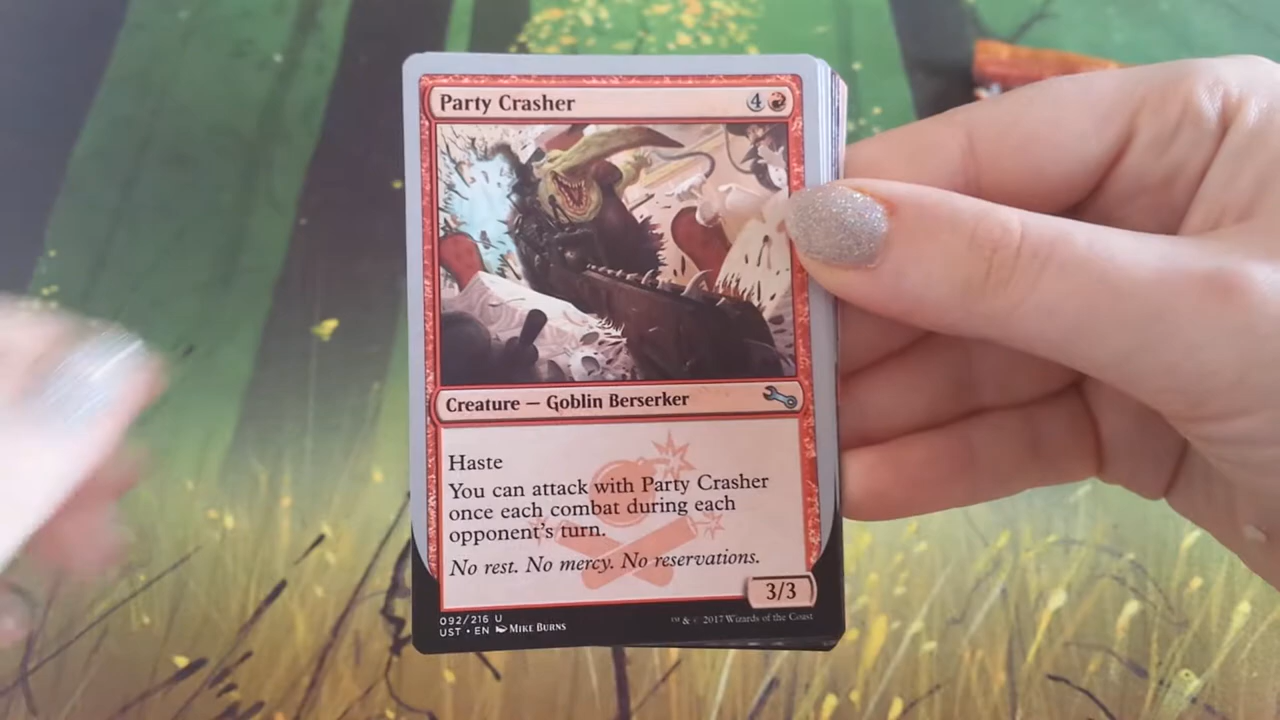 Party Crasher 4
Creature — Goblin Berserker
Haste
You can attack with Party Crasher
once each combat during each
opponent's turn.
No rest. No mercy. No reservations.
3/3
092/216 U
UST • EN Mike Burns
™ & © 2017 Wizards of the Coast